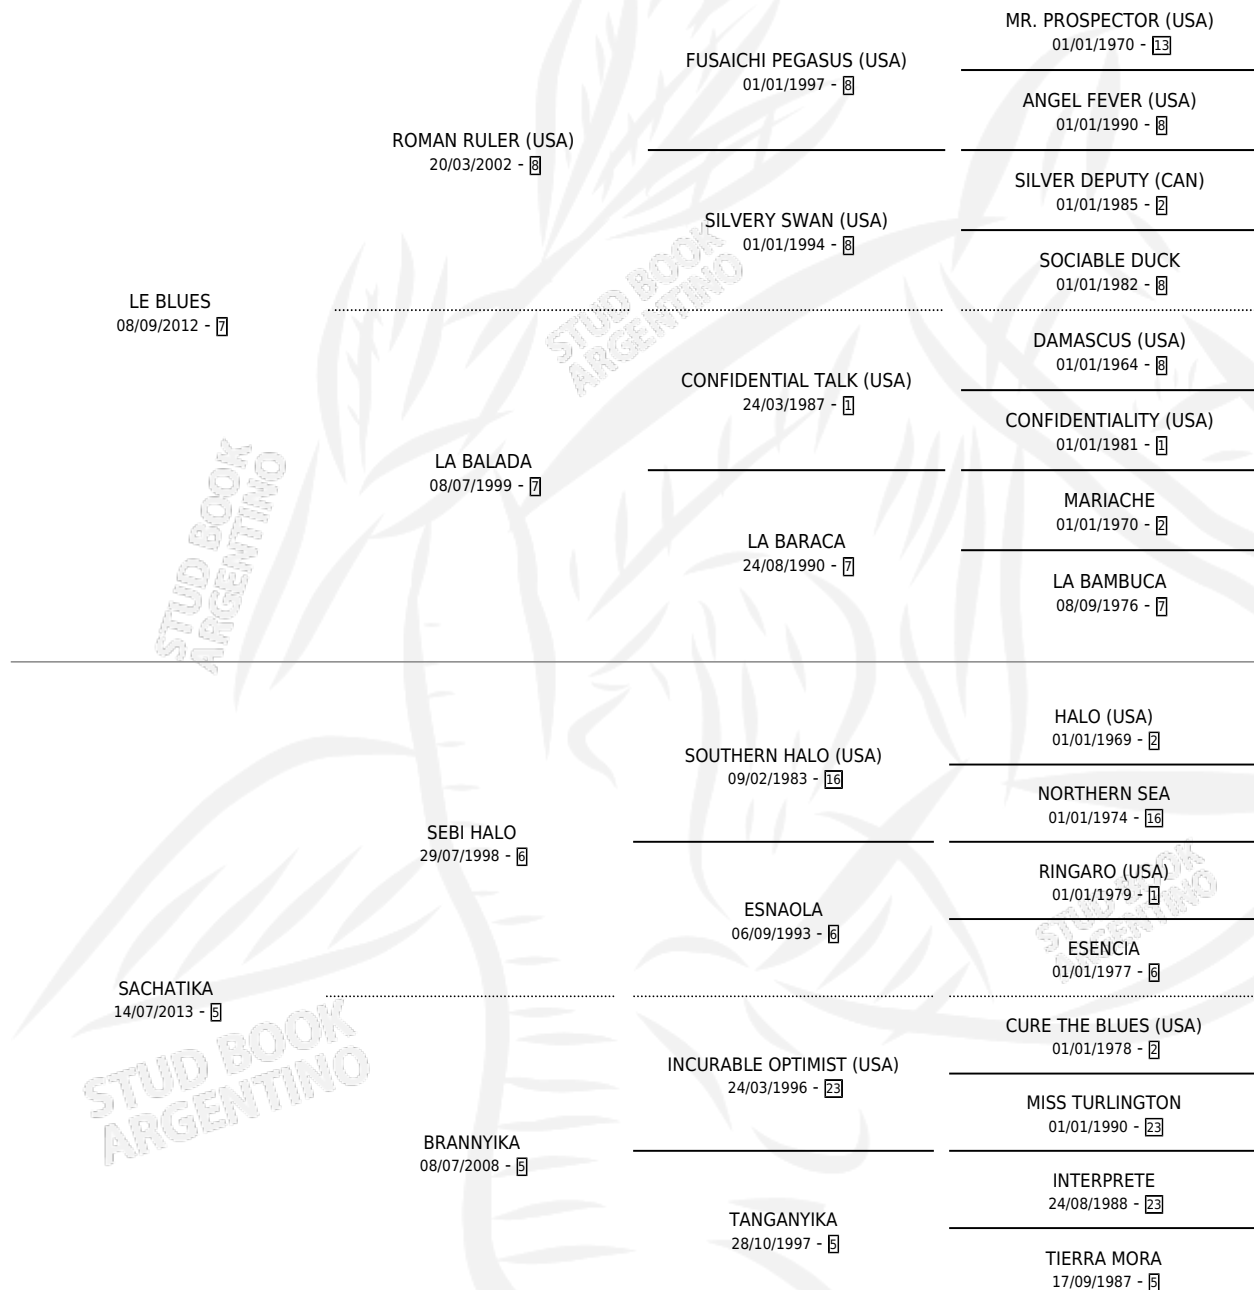 MR. PROSPECTOR (USA)
01/01/1970 - 13
FUSAICHI PEGASUS (USA)
01/01/1997 - 8
ANGEL FEVER (USA)
01/01/1990 - 8
ROMAN RULER (USA)
20/03/2002 - 8
SILVER DEPUTY (CAN)
01/01/1985 - 2
SILVERY SWAN (USA)
01/01/1994 - 8
SOCIABLE DUCK
01/01/1982 - 8
LE BLUES
08/09/2012 - 7
DAMASCUS (USA)
01/01/1964 - 8
CONFIDENTIAL TALK (USA)
24/03/1987 - 1
CONFIDENTIALITY (USA)
01/01/1981 - 1
LA BALADA
08/07/1999 - 7
MARIACHE
01/01/1970 - 2
LA BARACA
24/08/1990 - 7
LA BAMBUCA
08/09/1976 - 7
HALO (USA)
01/01/1969 - 2
SOUTHERN HALO (USA)
09/02/1983 - 16
NORTHERN SEA
01/01/1974 - 16
SEBI HALO
29/07/1998 - 6
RINGARO (USA)
01/01/1979 - 1
ESNAOLA
06/09/1993 - 6
ESENCIA
01/01/1977 - 6
SACHATIKA
14/07/2013 - 5
CURE THE BLUES (USA)
01/01/1978 - 2
INCURABLE OPTIMIST (USA)
24/03/1996 - 23
MISS TURLINGTON
01/01/1990 - 23
BRANNYIKA
08/07/2008 - 5
INTERPRETE
24/08/1988 - 23
TANGANYIKA
28/10/1997 - 5
TIERRA MORA
17/09/1987 - 5
STUD BOOK
ARGENTINO
STUD BOOK
ARGENTINO
STUD BOOK
ARGENTINO
STUD BOOK
ARGENTINO